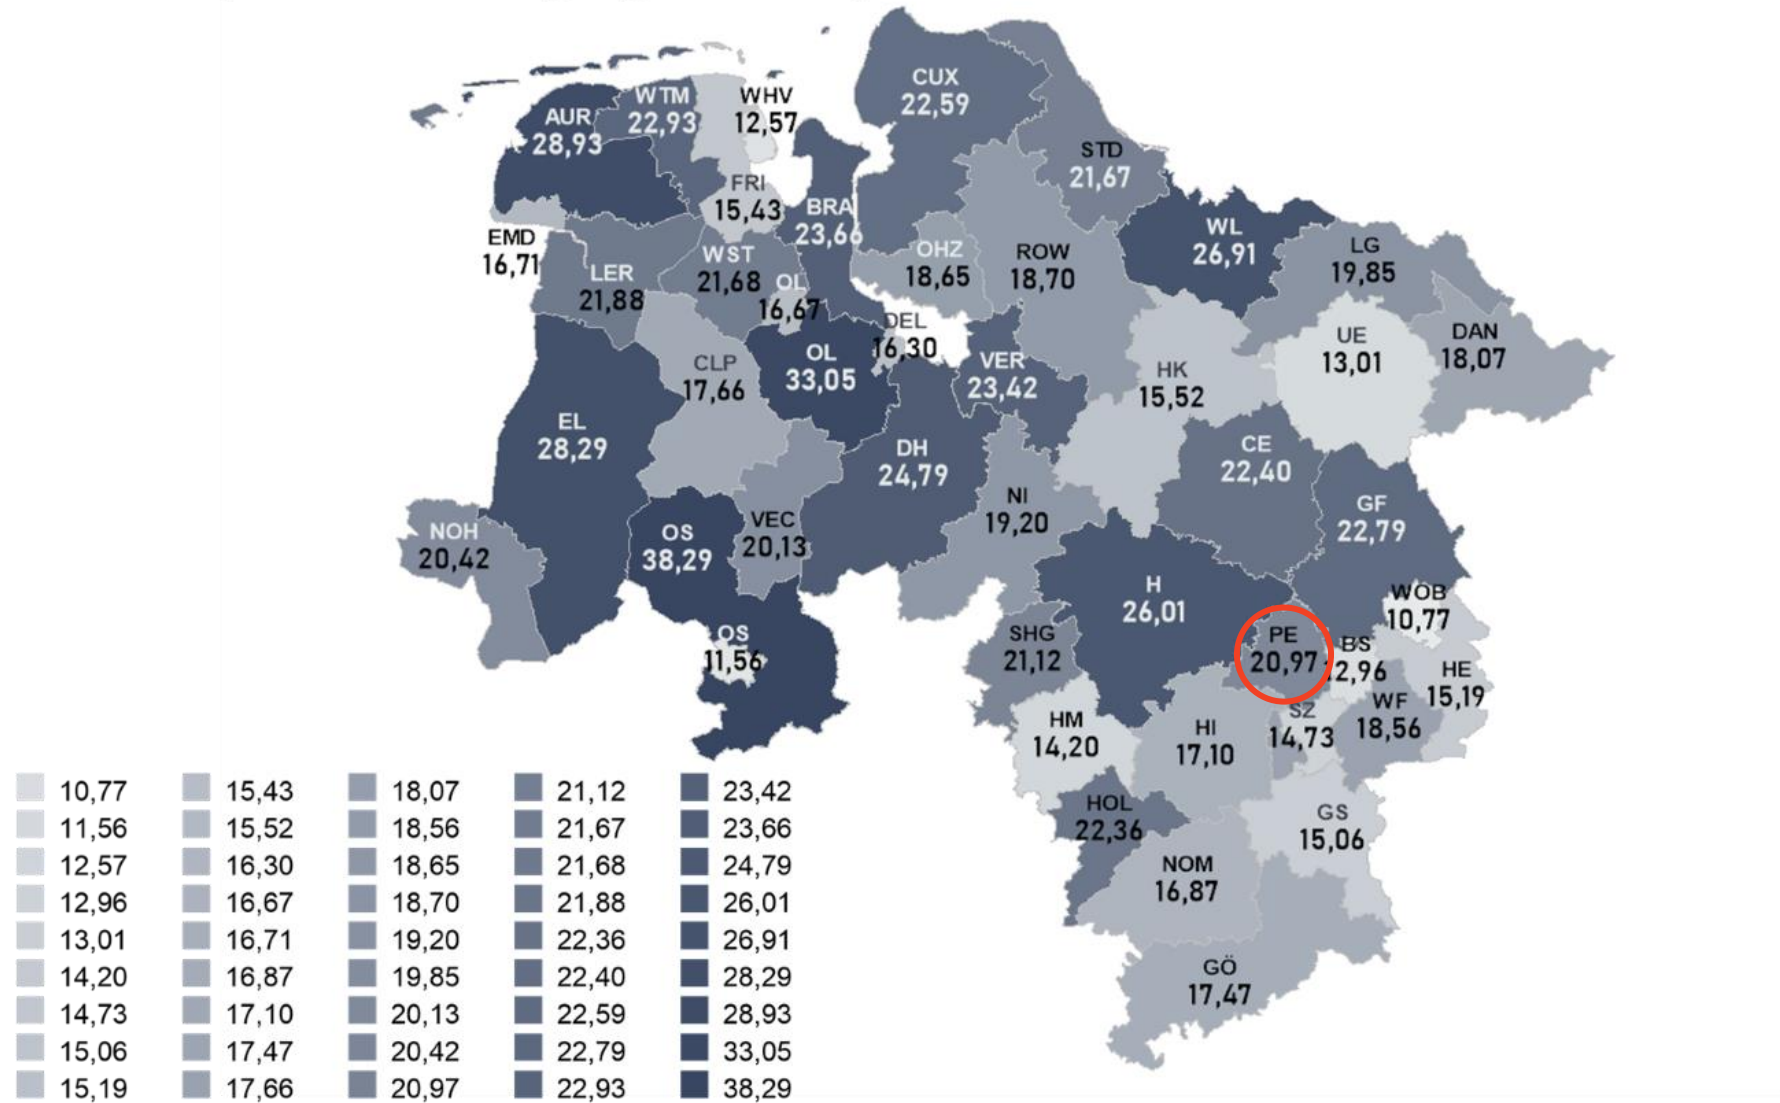 CUX
22,59
WTM
22,93
WHV
12,57
AUR
28,93
STD
21,67
FRI
15,43
BRA
23,66
WL
26,91
EMD
16,71
LER
21,88
WST
21,68
OL
16,67
OHZ
18,65
ROW
18,70
LG
19,85
DEL
16,30
UE
13,01
DAN
18,07
OL
33,05
VER
23,42
CLP
17,66
HK
15,52
EL
28,29
DH
24,79
CE
22,40
NI
19,20
GF
22,79
NOH
20,42
OS
38,29
VEC
20,13
H
26,01
WOB
10,77
SHG
21,12
PE
20,97
BS
12,96
HE
15,19
OS
11,56
WF
18,56
HM
14,20
HI
17,10
SZ
14,73
HOL
22,36
GS
15,06
NOM
16,87
GÖ
17,47
10,77
11,56
12,57
12,96
13,01
14,20
14,73
15,06
15,19
15,43
15,52
16,30
16,67
16,71
16,87
17,10
17,47
17,66
18,07
18,56
18,65
18,70
19,20
19,85
20,13
20,42
20,97
21,12
21,67
21,68
21,88
22,36
22,40
22,59
22,79
22,93
23,42
23,66
24,79
26,01
26,91
28,29
28,93
33,05
38,29